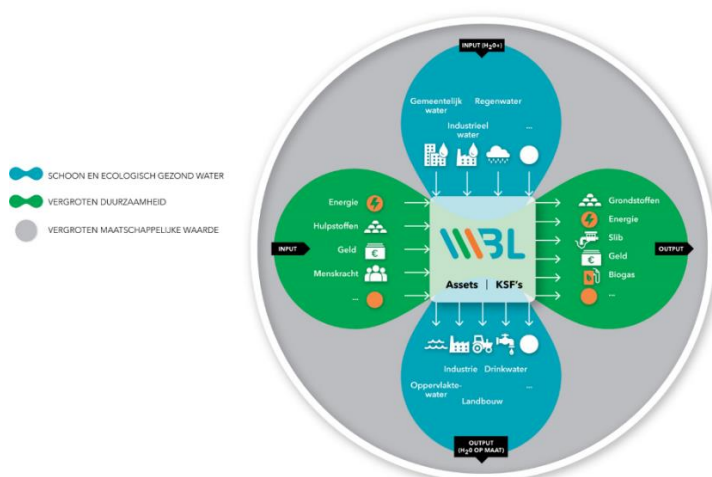 SCHOON EN ECOLOGISCH GEZOND WATER
VERGROTEN DUURZAAMHEID
VERGROTEN MAATSCHAPPELIJKE WAARDE
INPUT (H₂0+)
Gemeentelijk
water
Regenwater
Industrieel
water
...
INPUT
Energie
Hulpstoffen
Geld
€
Menskracht
...
WBL
Assets | KSF's
Grondstoffen
Energie
Slib
Geld
€
Biogas
...
OUTPUT
Industrie
Drinkwater
Oppervlakte-
water
...
Landbouw
OUTPUT
(H₂0 OP MAAT)